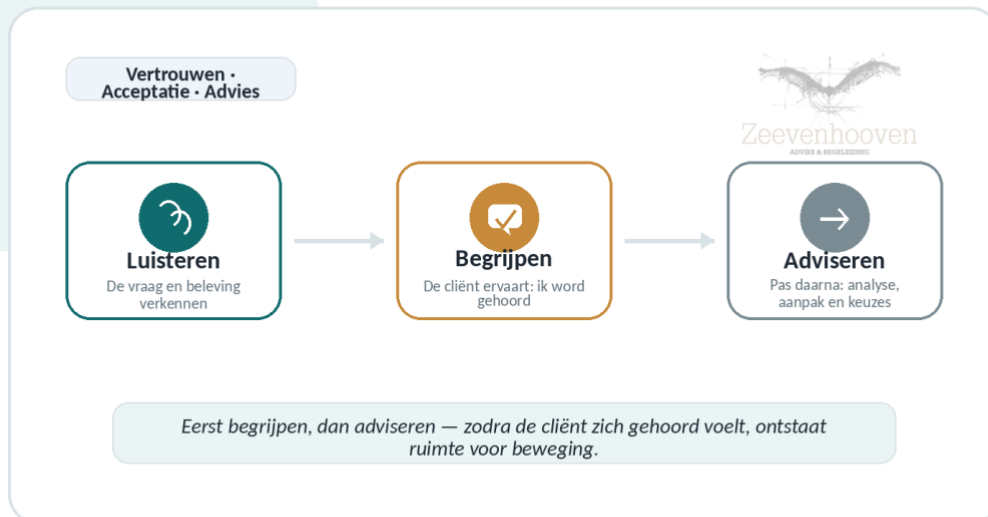 Vertrouwen ·
Acceptatie · Advies
Zeevenhooven
ADVIES & BEGELEIDING
Luisteren
De vraag en beleving
verkennen
Begrijpen
De cliënt ervaart: ik word
gehoord
Adviseren
Pas daarna: analyse,
aanpak en keuzes
Eerst begrijpen, dan adviseren — zodra de cliënt zich gehoord voelt, ontstaat
ruimte voor beweging.